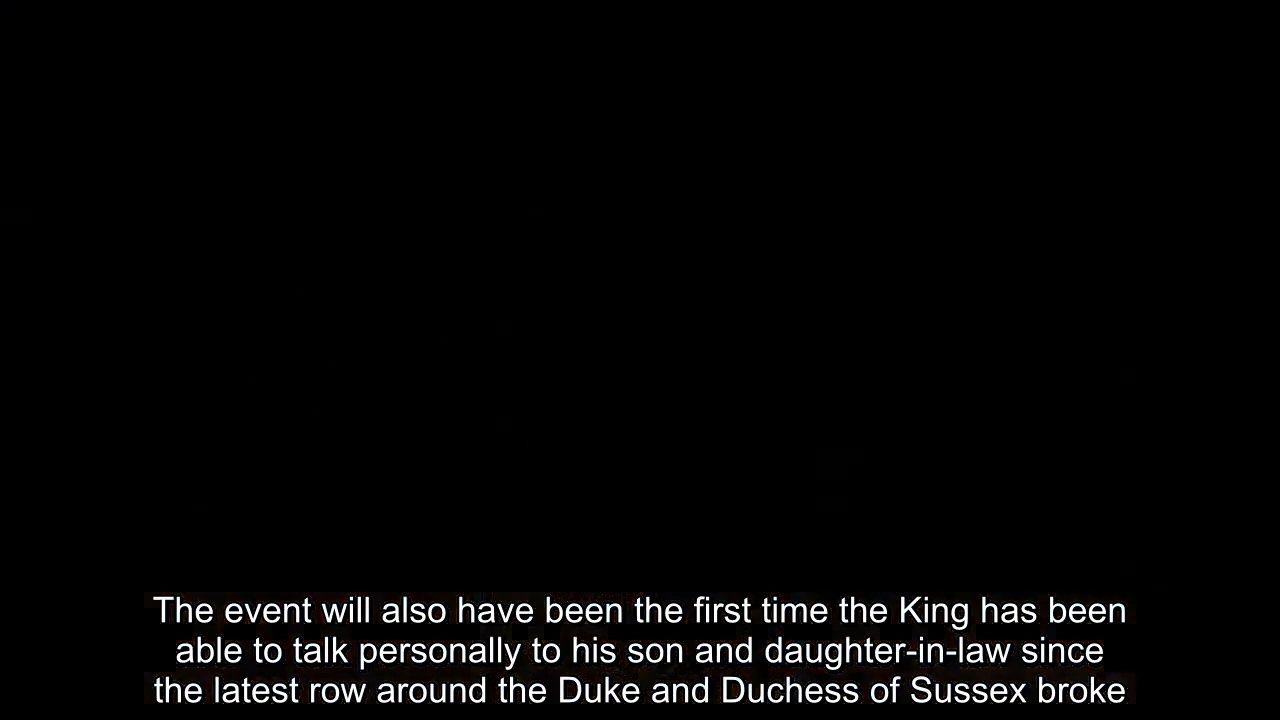 The event will also have been the first time the King has been
able to talk personally to his son and daughter-in-law since
the latest row around the Duke and Duchess of Sussex broke